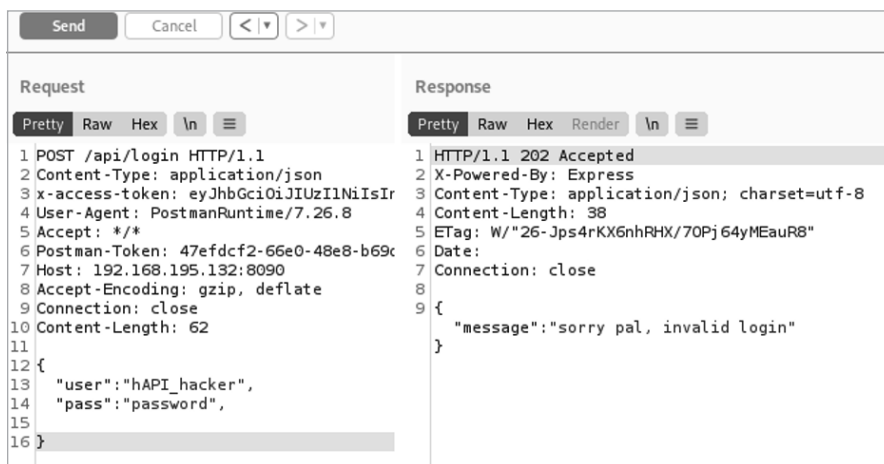 Send Cancel < >
Request
Pretty Raw Hex \n ≡
1 POST /api/login HTTP/1.1
2 Content-Type: application/json
3 x-access-token: eyJhbGciOiJIUzI1NiIsIr
4 User-Agent: PostmanRuntime/7.26.8
5 Accept: */*
6 Postman-Token: 47efdcf2-66e0-48e8-b69c
7 Host: 192.168.195.132:8090
8 Accept-Encoding: gzip, deflate
9 Connection: close
10 Content-Length: 62
11
12 {
13 "user":"hAPI_hacker",
14 "pass":"password",
15
16 }
Response
Pretty Raw Hex Render \n ≡
1 HTTP/1.1 202 Accepted
2 X-Powered-By: Express
3 Content-Type: application/json; charset=utf-8
4 Content-Length: 38
5 ETag: W/"26-Jps4rKX6nhRHX/7OPj64yMEauR8"
6 Date:
7 Connection: close
8
9 {
"message":"sorry pal, invalid login"
}